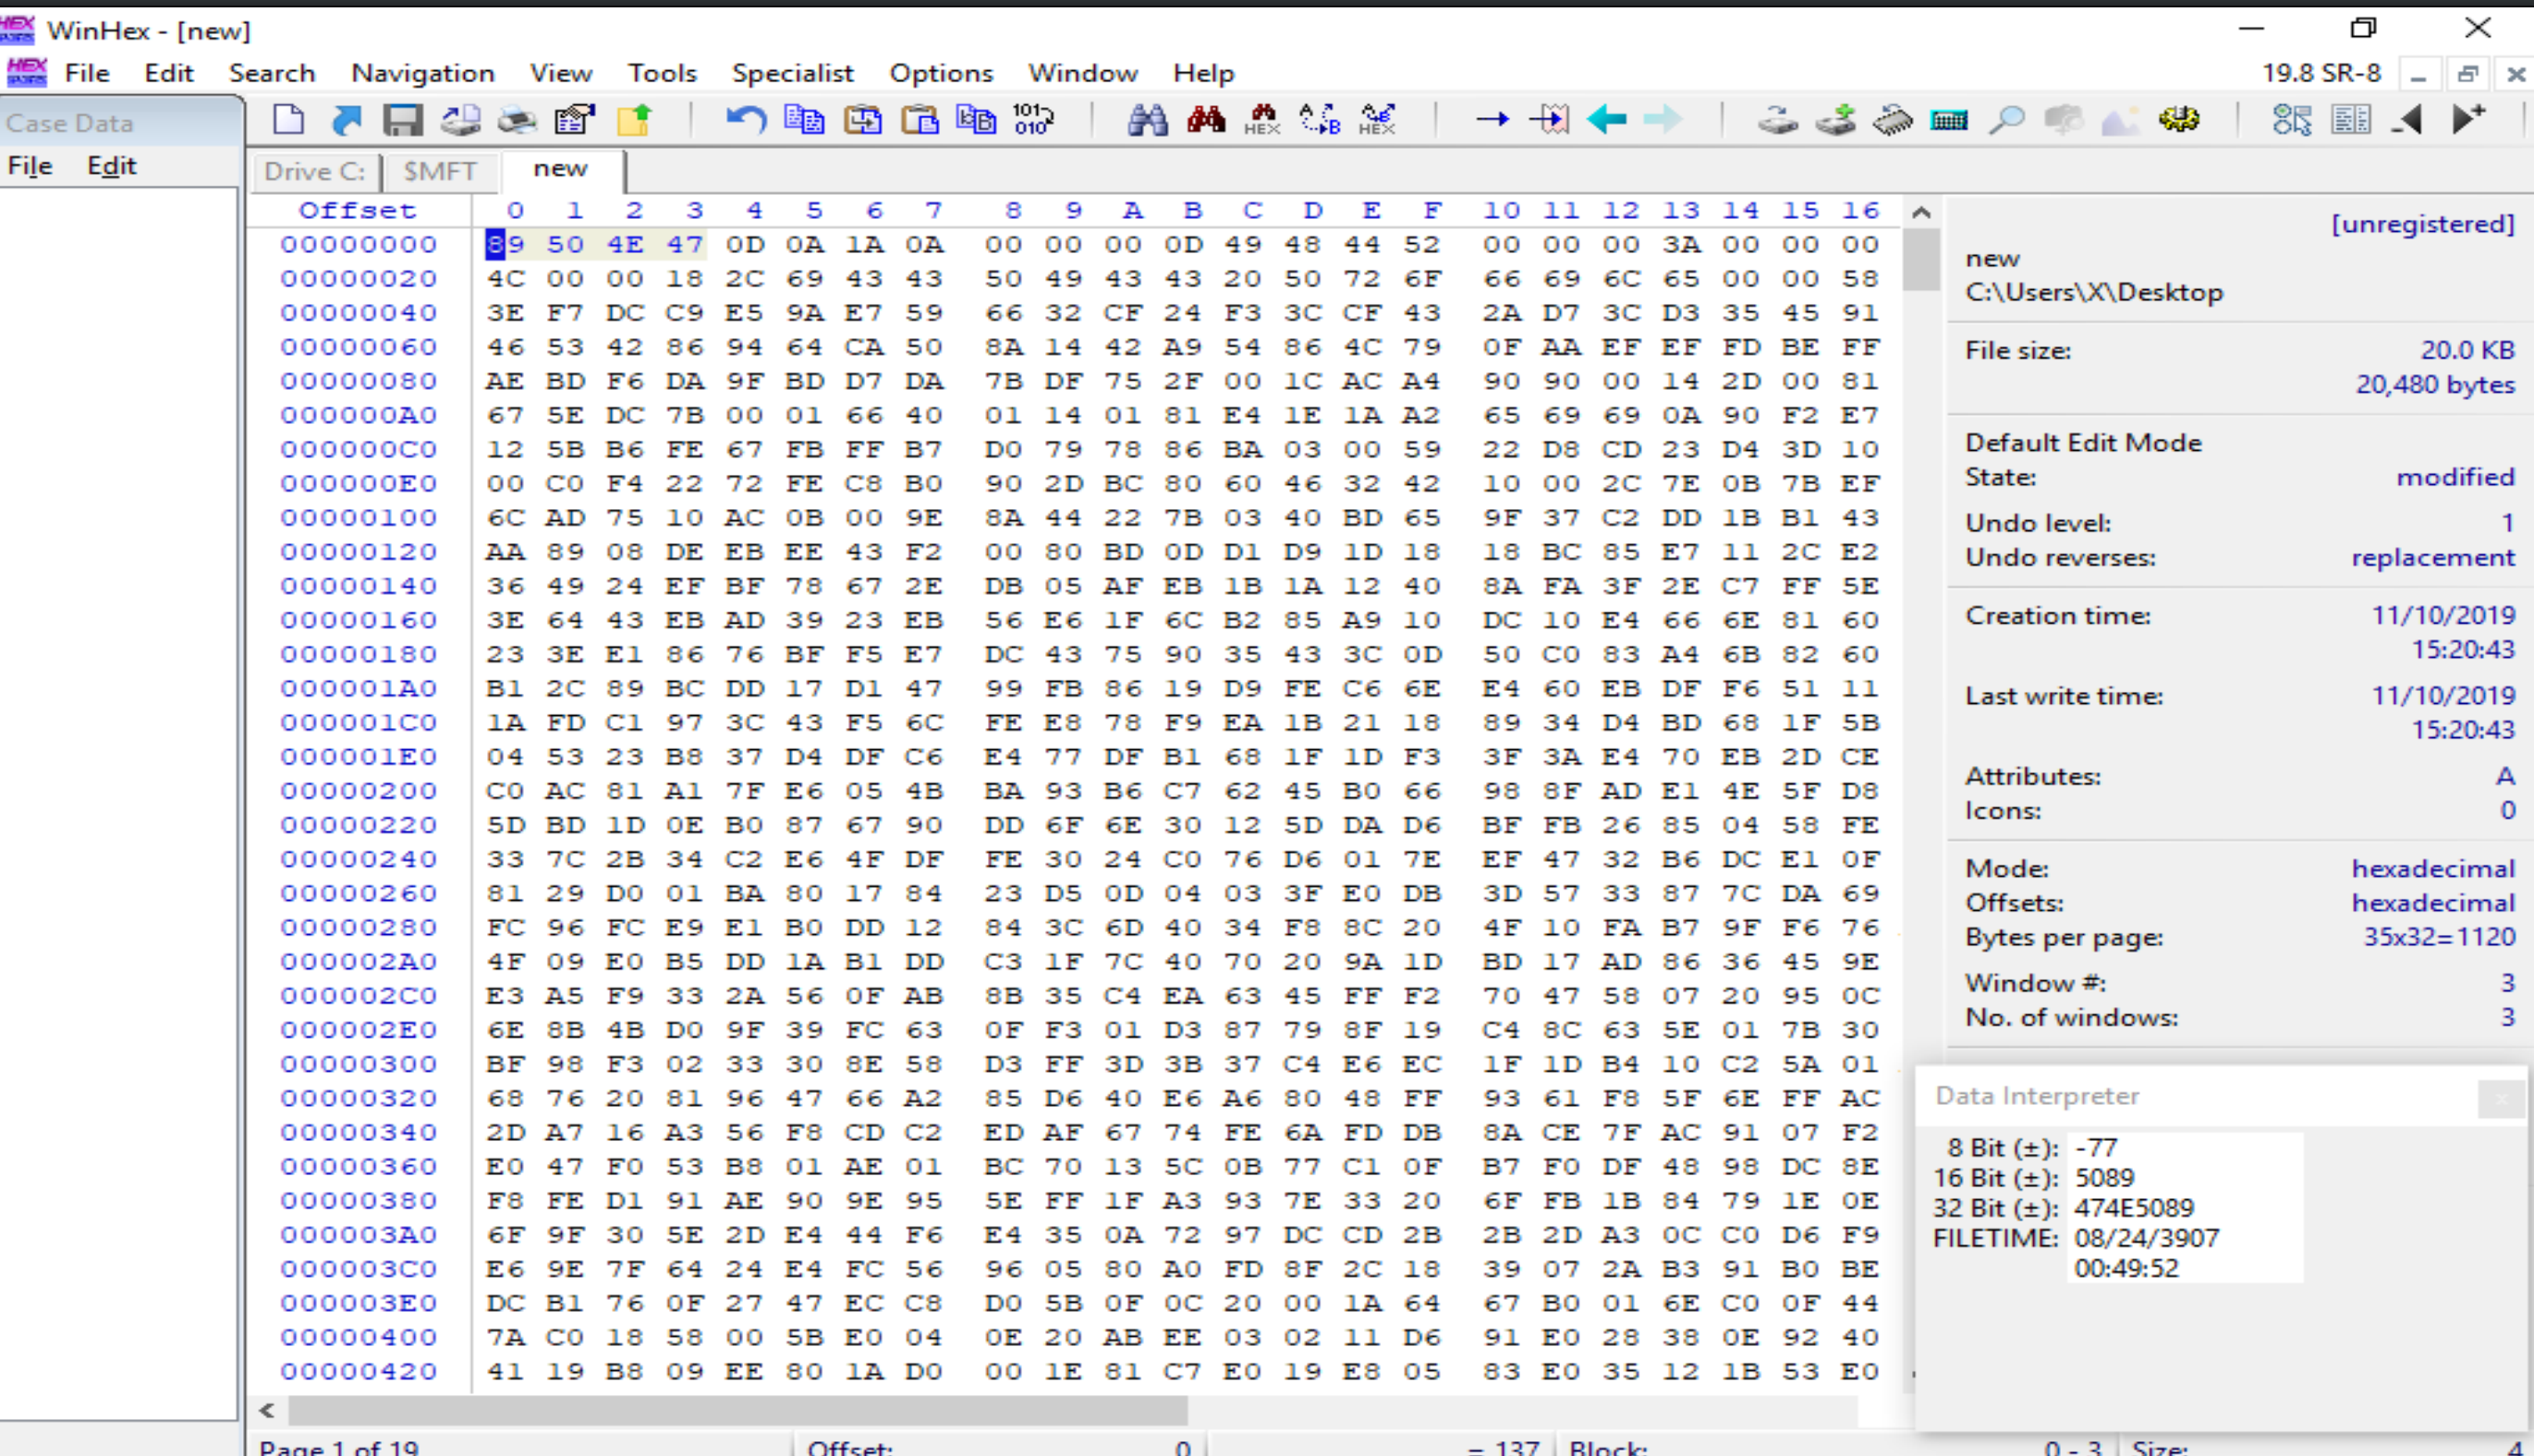 WinHex - [new]
File Edit Search Navigation View Tools Specialist Options Window Help 19.8 SR-8
Case Data
File Edit
Drive C: $MFT new
Offset 0 1 2 3 4 5 6 7 8 9 A B C D E F 10 11 12 13 14 15 16
00000000 89 50 4E 47 0D 0A 1A 0A 00 00 00 0D 49 48 44 52 00 00 00 3A 00 00 00
00000020 4C 00 00 18 2C 69 43 43 50 49 43 43 20 50 72 6F 66 69 6C 65 00 00 58
00000040 3E F7 DC C9 E5 9A E7 59 66 32 CF 24 F3 3C CF 43 2A D7 3C D3 35 45 91
00000060 46 53 42 86 94 64 CA 50 8A 14 42 A9 54 86 4C 79 0F AA EF EF FD BE FF
00000080 AE BD F6 DA 9F BD D7 DA 7B DF 75 2F 00 1C AC A4 90 90 00 14 2D 00 81
000000A0 67 5E DC 7B 00 01 66 40 01 14 01 81 E4 1E 1A A2 65 69 69 0A 90 F2 E7
000000C0 12 5B B6 FE 67 FB FF B7 D0 79 78 86 BA 03 00 59 22 D8 CD 23 D4 3D 10
000000E0 00 C0 F4 22 72 FE C8 B0 90 2D BC 80 60 46 32 42 10 00 2C 7E 0B 7B EF
00000100 6C AD 75 10 AC 0B 00 9E 8A 44 22 7B 03 40 BD 65 9F 37 C2 DD 1B B1 43
00000120 AA 89 08 DE EB EE 43 F2 00 80 BD 0D D1 D9 1D 18 18 BC 85 E7 11 2C E2
00000140 36 49 24 EF BF 78 67 2E DB 05 AF EB 1B 1A 12 40 8A FA 3F 2E C7 FF 5E
00000160 3E 64 43 EB AD 39 23 EB 56 E6 1F 6C B2 85 A9 10 DC 10 E4 66 6E 81 60
00000180 23 3E E1 86 76 BF F5 E7 DC 43 75 90 35 43 3C 0D 50 C0 83 A4 6B 82 60
000001A0 B1 2C 89 BC DD 17 D1 47 99 FB 86 19 D9 FE C6 6E E4 60 EB DF F6 51 11
000001C0 1A FD C1 97 3C 43 F5 6C FE E8 78 F9 EA 1B 21 18 89 34 D4 BD 68 1F 5B
000001E0 04 53 23 B8 37 D4 DF C6 E4 77 DF B1 68 1F 1D F3 3F 3A E4 70 EB 2D CE
00000200 C0 AC 81 A1 7F E6 05 4B BA 93 B6 C7 62 45 B0 66 98 8F AD E1 4E 5F D8
00000220 5D BD 1D 0E B0 87 67 90 DD 6F 6E 30 12 5D DA D6 BF FB 26 85 04 58 FE
00000240 33 7C 2B 34 C2 E6 4F DF FE 30 24 C0 76 D6 01 7E EF 47 32 B6 DC E1 0F
00000260 81 29 D0 01 BA 80 17 84 23 D5 0D 04 03 3F E0 DB 3D 57 33 87 7C DA 69
00000280 FC 96 FC E9 E1 B0 DD 12 84 3C 6D 40 34 F8 8C 20 4F 10 FA B7 9F F6 76
000002A0 4F 09 E0 B5 DD 1A B1 DD C3 1F 7C 40 70 20 9A 1D BD 17 AD 86 36 45 9E
000002C0 E3 A5 F9 33 2A 56 0F AB 8B 35 C4 EA 63 45 FF F2 70 47 58 07 20 95 0C
000002E0 6E 8B 4B D0 9F 39 FC 63 0F F3 01 D3 87 79 8F 19 C4 8C 63 5E 01 7B 30
00000300 BF 98 F3 02 33 30 8E 58 D3 FF 3D 3B 37 C4 E6 EC 1F 1D B4 10 C2 5A 01
00000320 68 76 20 81 96 47 66 A2 85 D6 40 E6 A6 80 48 FF 93 61 F8 5F 6E FF AC
00000340 2D A7 16 A3 56 F8 CD C2 ED AF 67 74 FE 6A FD DB 8A CE 7F AC 91 07 F2
00000360 E0 47 F0 53 B8 01 AE 01 BC 70 13 5C 0B 77 C1 0F B7 F0 DF 48 98 DC 8E
00000380 F8 FE D1 91 AE 90 9E 95 5E FF 1F A3 93 7E 33 20 6F FB 1B 84 79 1E 0E
000003A0 6F 9F 30 5E 2D E4 44 F6 E4 35 0A 72 97 DC CD 2B 2B 2D A3 0C C0 D6 F9
000003C0 E6 9E 7F 64 24 E4 FC 56 96 05 80 A0 FD 8F 2C 18 39 07 2A B3 91 B0 BE
000003E0 DC B1 76 0F 27 47 EC C8 D0 5B 0F 0C 20 00 1A 64 67 B0 01 6E C0 0F 44
00000400 7A C0 18 58 00 5B E0 04 0E 20 AB EE 03 02 11 D6 91 E0 28 38 0E 92 40
00000420 41 19 B8 09 EE 80 1A D0 00 1E 81 C7 E0 19 E8 05 83 E0 35 12 1B 53 E0
[unregistered]
new
C:\Users\X\Desktop
File size: 20.0 KB
20,480 bytes
Default Edit Mode
State: modified
Undo level: 1
Undo reverses: replacement
Creation time: 11/10/2019
15:20:43
Last write time: 11/10/2019
15:20:43
Attributes: A
Icons: 0
Mode: hexadecimal
Offsets: hexadecimal
Bytes per page: 35x32=1120
Window #: 3
No. of windows: 3
Data Interpreter
8 Bit (±): -77
16 Bit (±): 5089
32 Bit (±): 474E5089
FILETIME: 08/24/3907
00:49:52
Page 1 of 19 Offset: 0 = 137 Block: 0 - 3 Size: 4